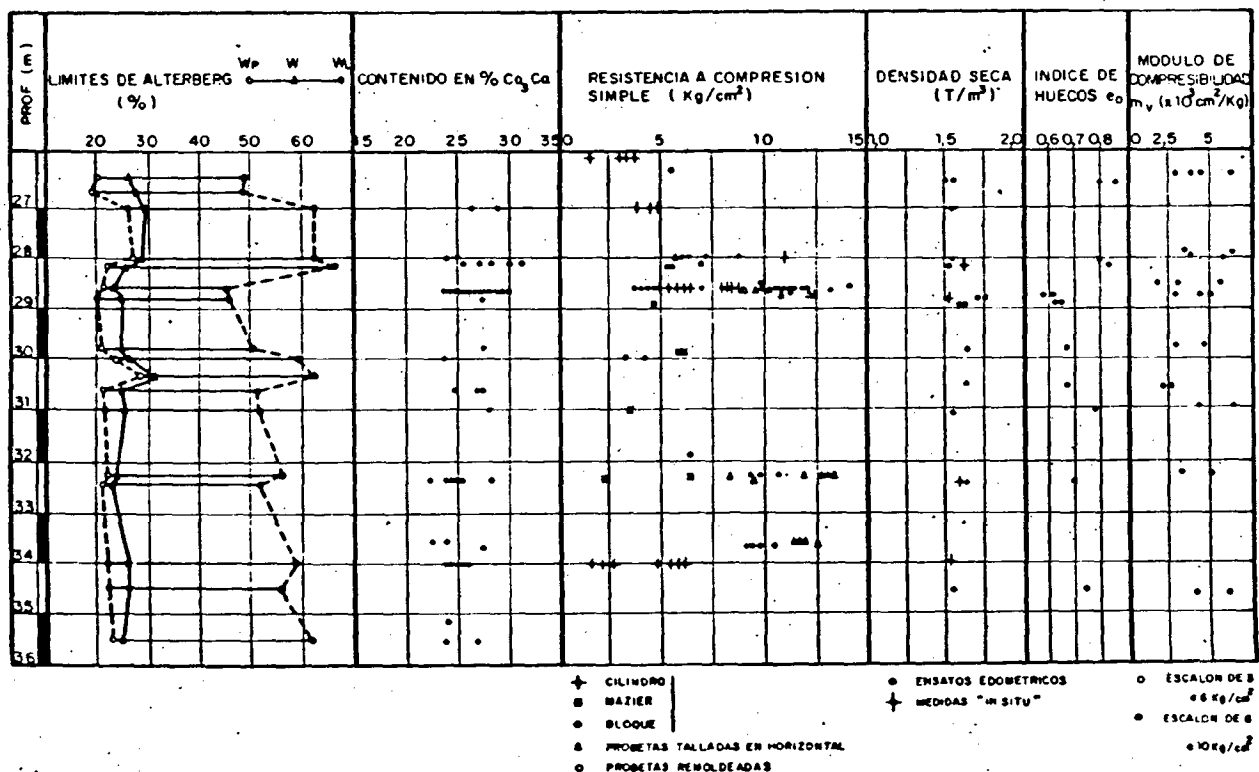 PROF (m)
LIMITES DE ALTERBERG
(%)
Wp W WL
CONTENIDO EN % Co3Ca
RESISTENCIA A COMPRESION
SIMPLE (Kg/cm²)
DENSIDAD SECA
(T/m³)
INDICE DE
HUECOS e₀
MODULO DE
COMPRESIBILIDAD
m v (x 10³ cm²/Kg)
20 30 40 50 60
15 20 25 30 35
0 5 10 15
1,0 1,5 2,0
0,6 0,7 0,8
0 2,5 5
27
28
29
30
31
32
33
34
35
36
CILINDRO
MAZIER
BLOQUE
PROBETAS TALLADAS EN HORIZONTAL
PROBETAS REMOLDEADAS
ENSATOS EDOMETRICOS
MEDIDAS "IN SITU"
ESCALON DE 3
a 6 Kg/cm²
ESCALON DE 6
a 10 Kg/cm²